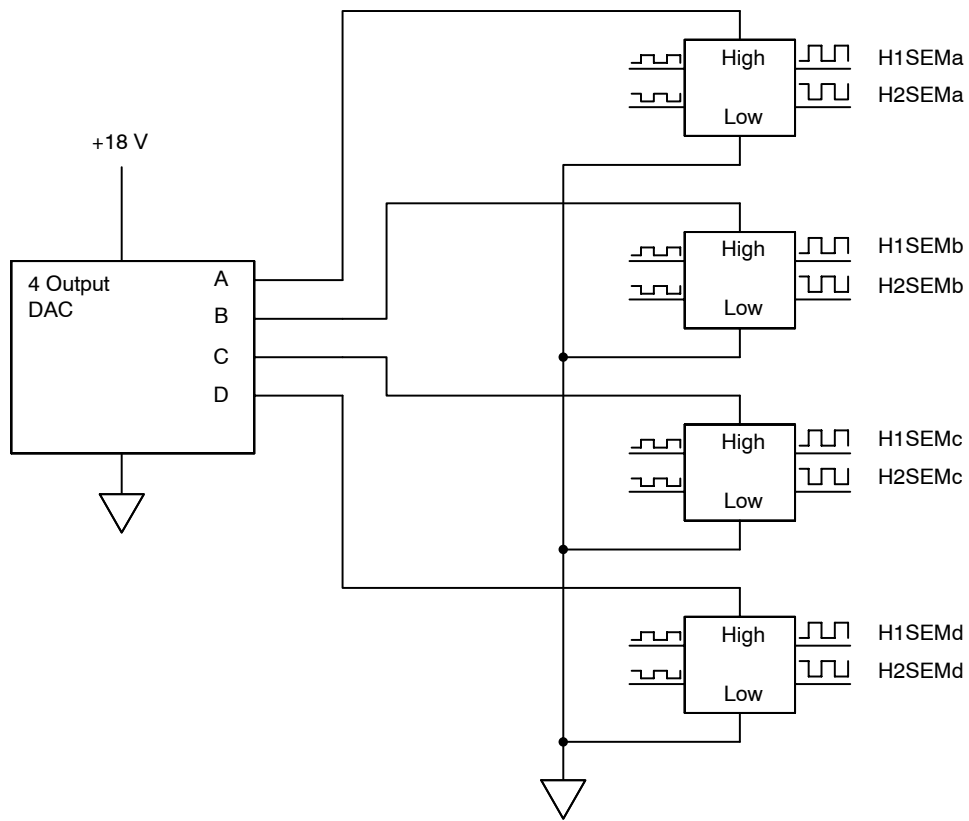 High
Low
H1SEMa
H2SEMa
+18 V
4 Output
DAC
A
B
C
D
High
Low
H1SEMb
H2SEMb
High
Low
H1SEMc
H2SEMc
High
Low
H1SEMd
H2SEMd